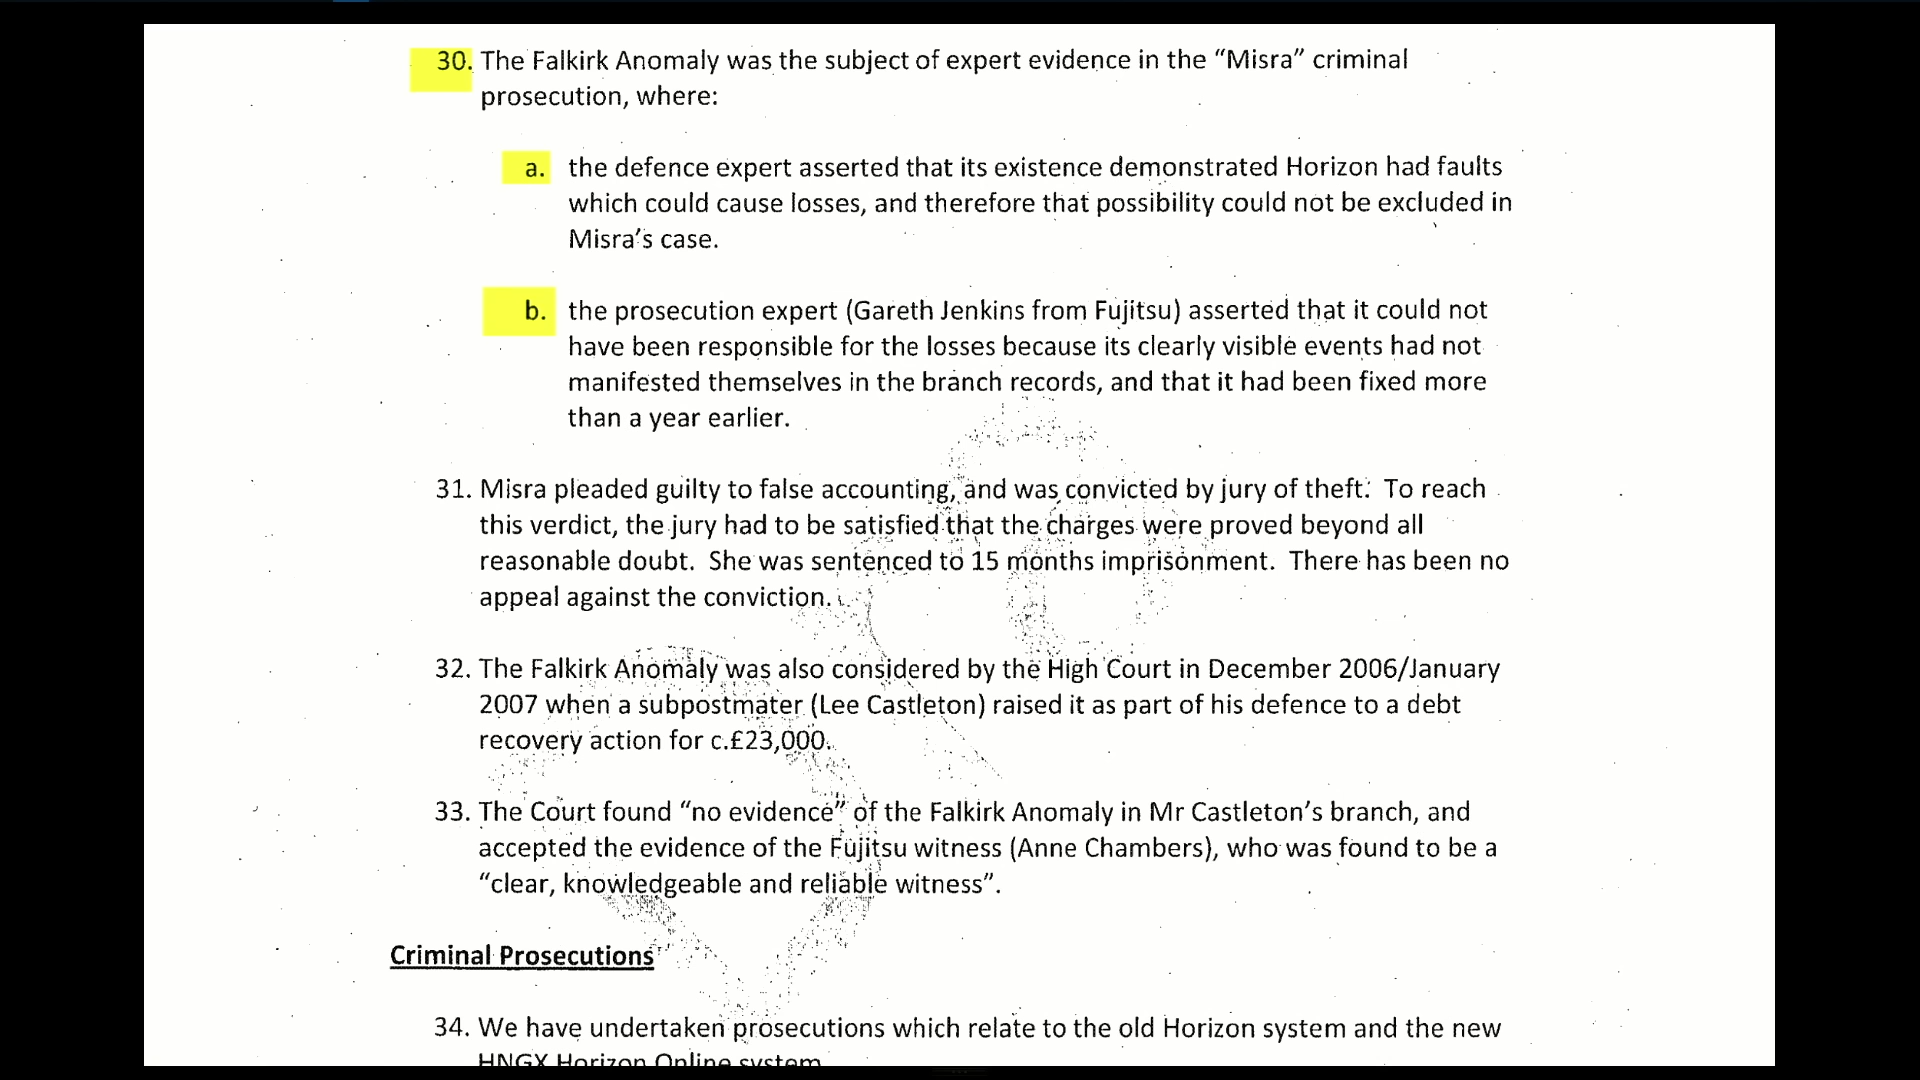 30. The Falkirk Anomaly was the subject of expert evidence in the “Misra” criminal
prosecution, where:
a. the defence expert asserted that its existence demonstrated Horizon had faults
which could cause losses, and therefore that possibility could not be excluded in
Misra’s case.
b. the prosecution expert (Gareth Jenkins from Fujitsu) asserted that it could not
have been responsible for the losses because its clearly visible events had not
manifested themselves in the branch records, and that it had been fixed more
than a year earlier.
31. Misra pleaded guilty to false accounting, and was convicted by jury of theft. To reach
this verdict, the jury had to be satisfied that the charges were proved beyond all
reasonable doubt. She was sentenced to 15 months imprisonment. There has been no
appeal against the conviction.
32. The Falkirk Anomaly was also considered by the High Court in December 2006/January
2007 when a subpostmater (Lee Castleton) raised it as part of his defence to a debt
recovery action for c.£23,000.
33. The Court found “no evidence” of the Falkirk Anomaly in Mr Castleton’s branch, and
accepted the evidence of the Fujitsu witness (Anne Chambers), who was found to be a
“clear, knowledgeable and reliable witness”.
Criminal Prosecutions
34. We have undertaken prosecutions which relate to the old Horizon system and the new
HNGX Horizon Online system.